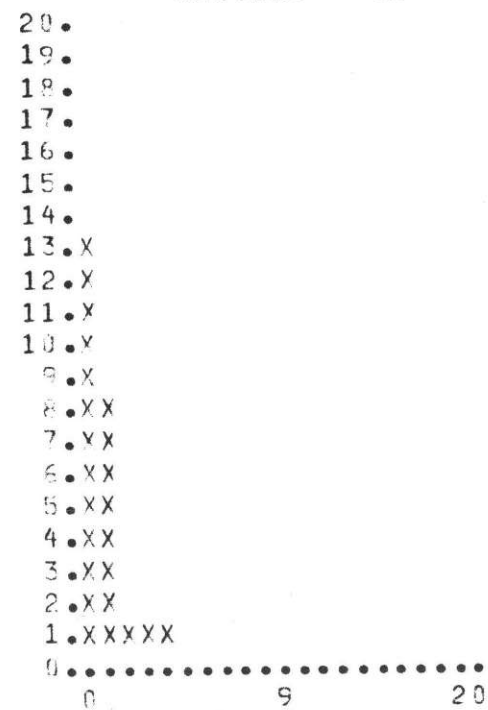 20.
19.
18.
17.
16.
15.
14.
13.X
12.X
11.X
10.X
9.X
8.XX
7.XX
6.XX
5.XX
4.XX
3.XX
2.XX
1.XXXXX
0......................
0 9 20